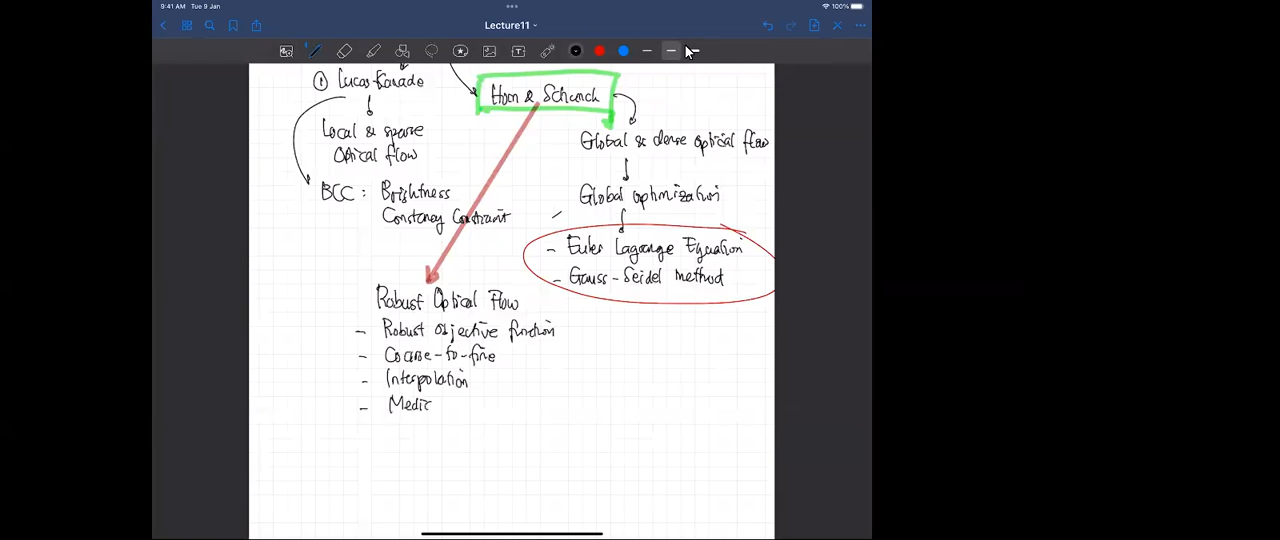 9:41 AM Tue 9 Jan
100%
Lecture11
① Lucas-Kanade
Local & sparse
Optical flow
BCC : Brightness
Constancy Constraint
Horn & Schunck
Global & dense optical flow
Global optimization
- Euler Lagrange Equation
- Gauss-Seidel method
Robust Optical Flow
- Robust objective function
- Coarse-to-fine
- Interpolation
- Medic